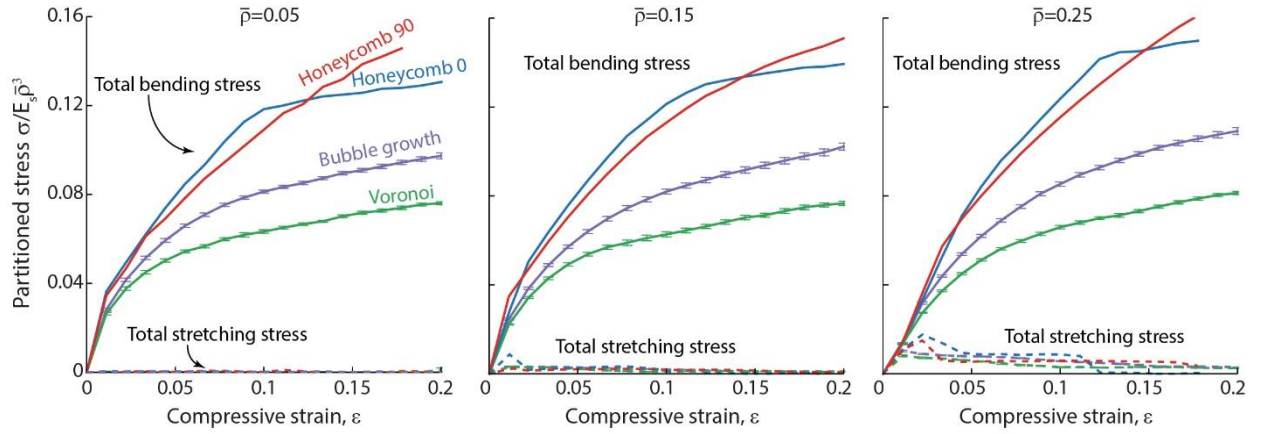 ρ̄=0.05
ρ̄=0.15
ρ̄=0.25
Partitioned stress σ/Eₛρ̄³
0.16
0.12
0.08
0.04
0
Total bending stress
Honeycomb 90
Honeycomb 0
Bubble growth
Voronoi
Total stretching stress
0 0.05 0.1 0.15 0.2
Compressive strain, ε
Total bending stress
Total stretching stress
0 0.05 0.1 0.15 0.2
Compressive strain, ε
Total bending stress
Total stretching stress
0 0.05 0.1 0.15 0.2
Compressive strain, ε